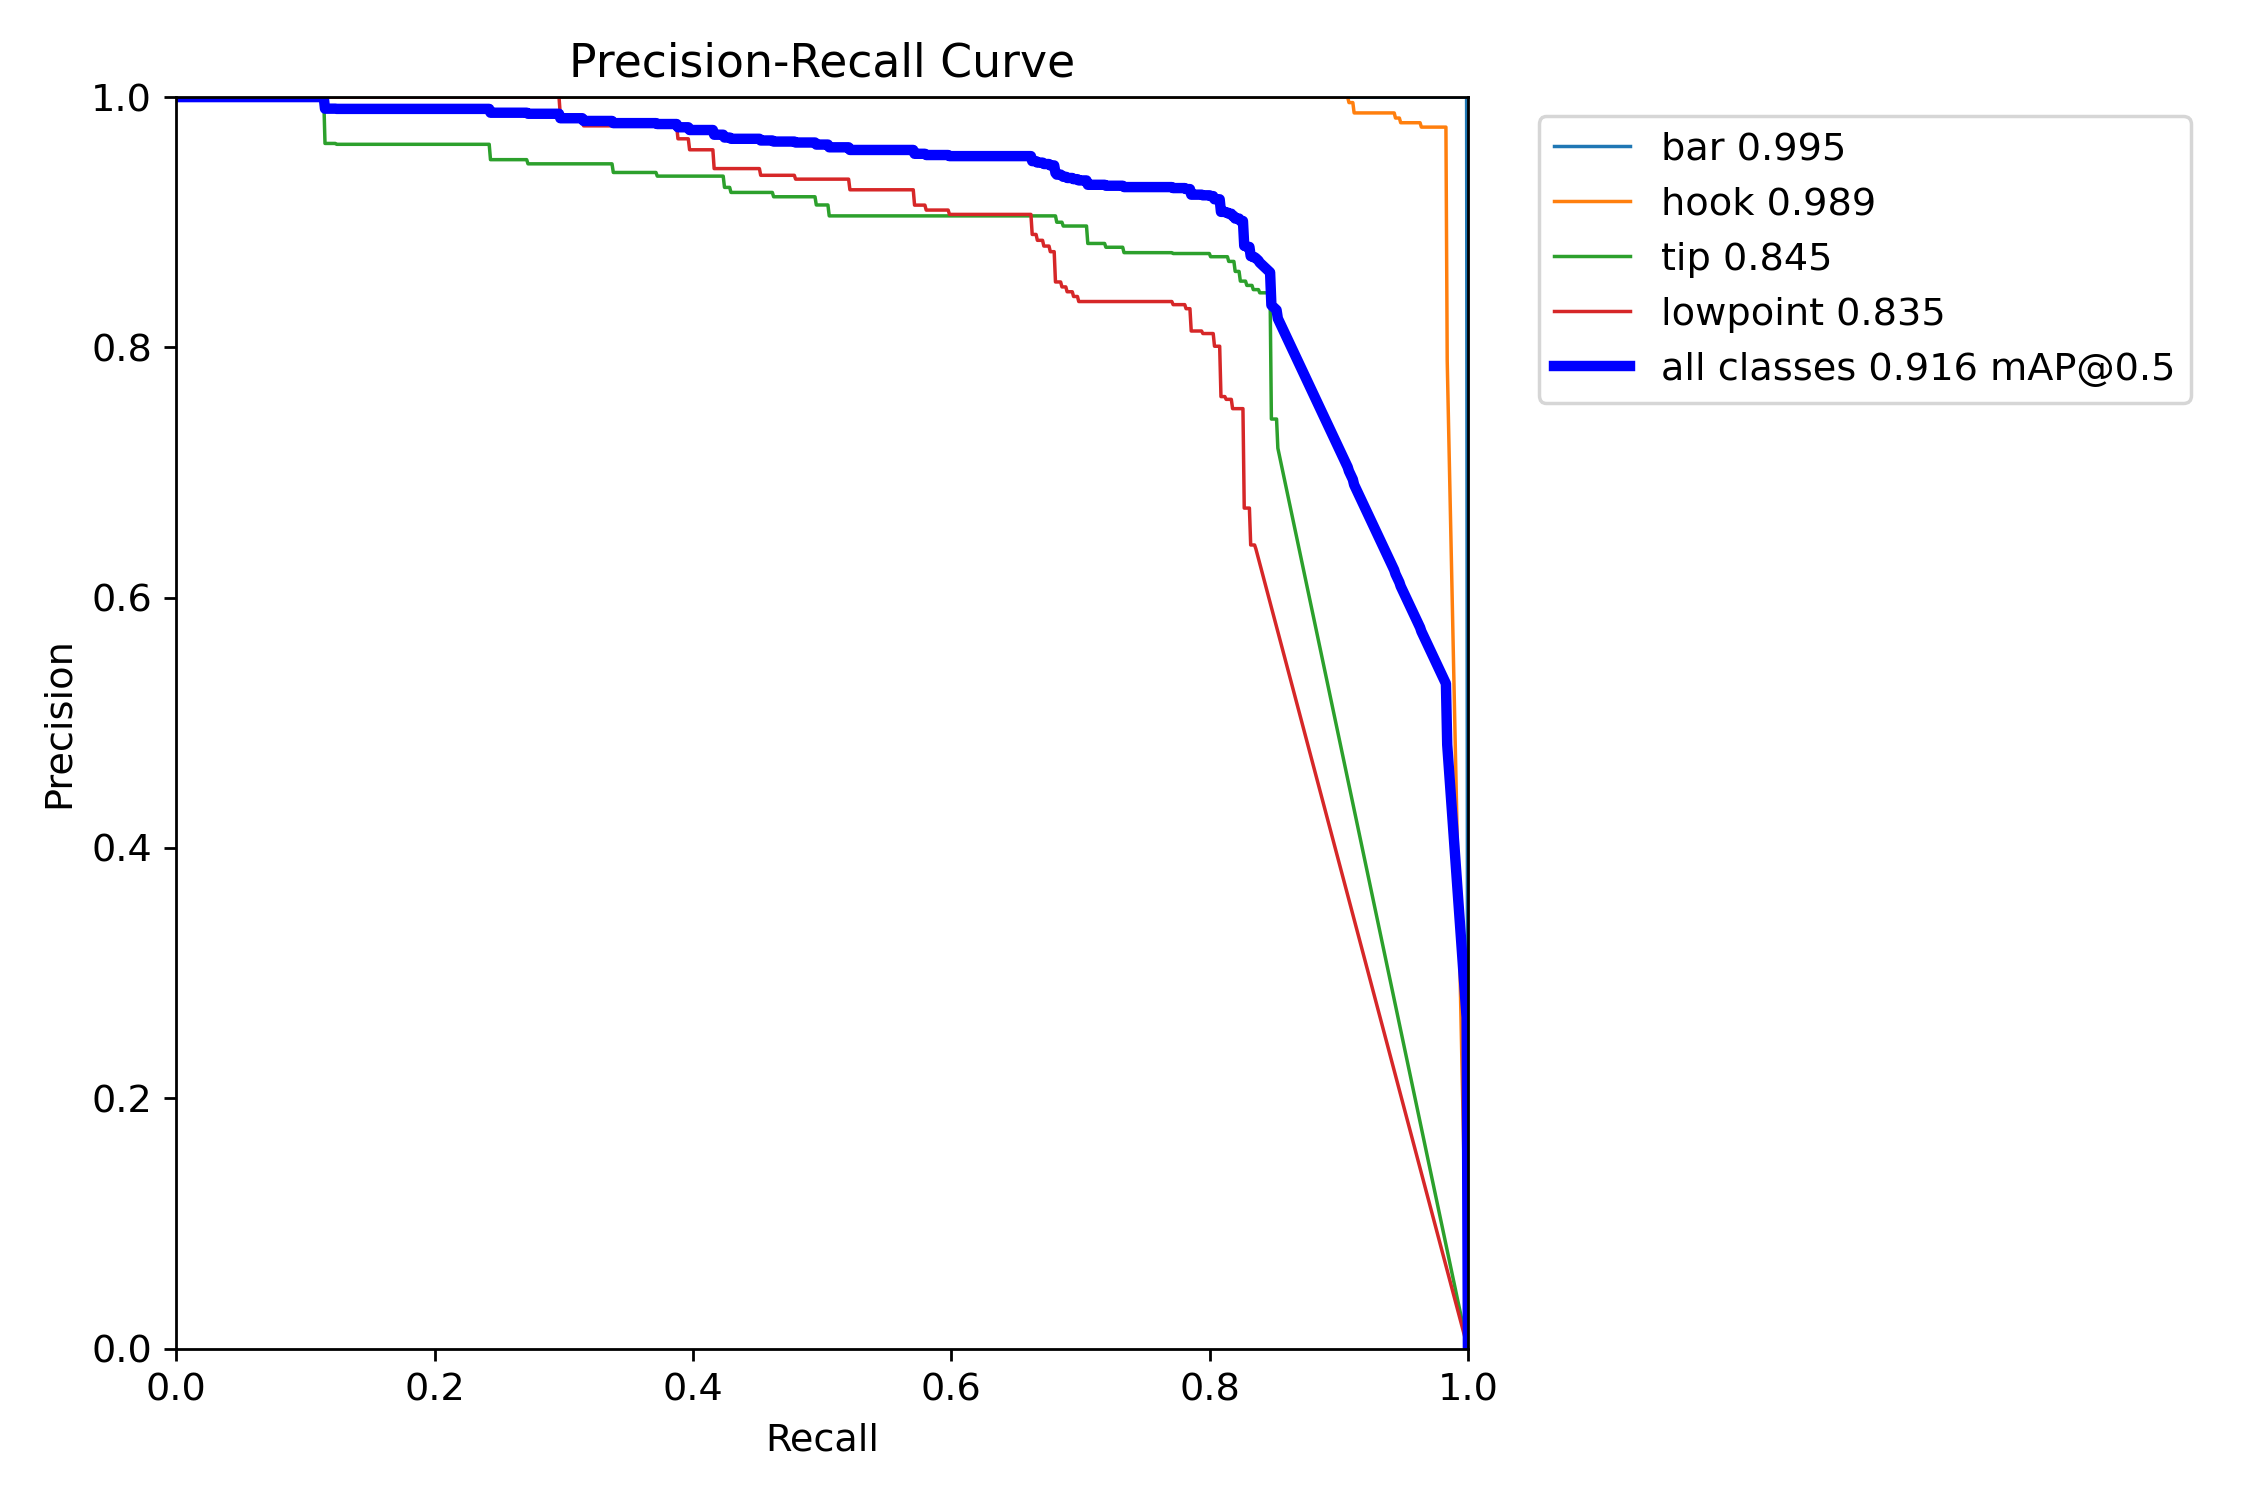 Precision-Recall Curve
1.0
0.8
0.6
0.4
0.2
0.0
Precision
0.0 0.2 0.4 0.6 0.8 1.0
Recall
bar 0.995
hook 0.989
tip 0.845
lowpoint 0.835
all classes 0.916 mAP@0.5